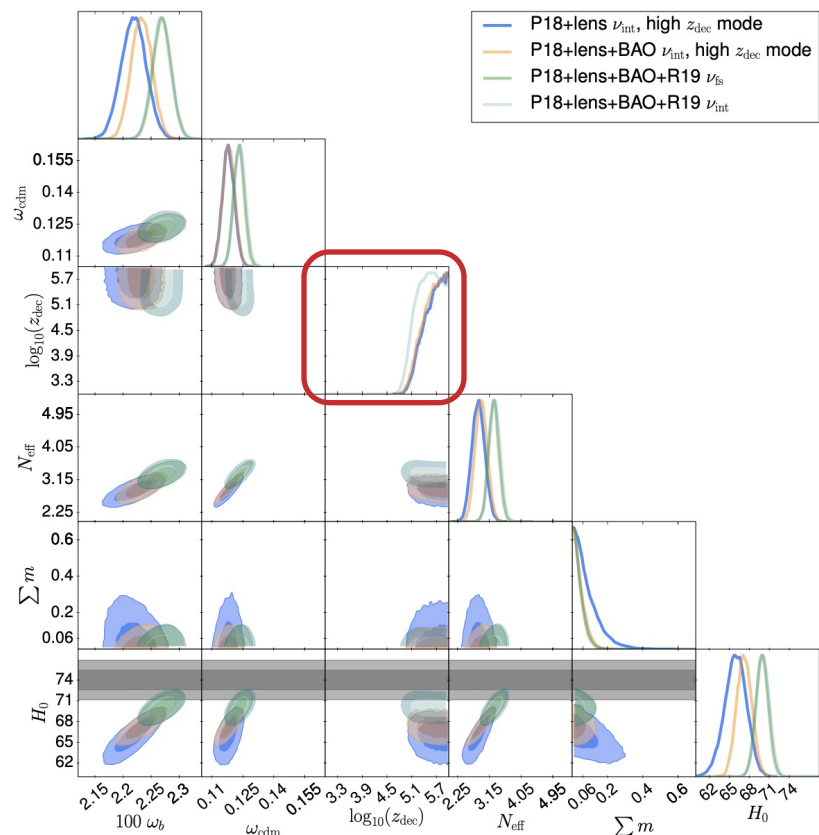 P18+lens ν_int, high z_dec mode
P18+lens+BAO ν_int, high z_dec mode
P18+lens+BAO+R19 ν_fs
P18+lens+BAO+R19 ν_int
0.155
0.14
0.125
0.11
ω_cdm
5.7
5.1
4.5
3.9
3.3
log₁₀(z_dec)
4.95
4.05
3.15
2.25
N_eff
0.6
0.4
0.2
0.06
∑ m
74
71
68
65
62
H₀
2.15 2.2 2.25 2.3
0.11 0.125 0.14 0.155
3.3 3.9 4.5 5.1 5.7
2.25 3.15 4.05 4.95
0.06 0.2 0.4 0.6
62 65 68 71 74
100 ω_b
ω_cdm
log₁₀(z_dec)
N_eff
∑ m
H₀